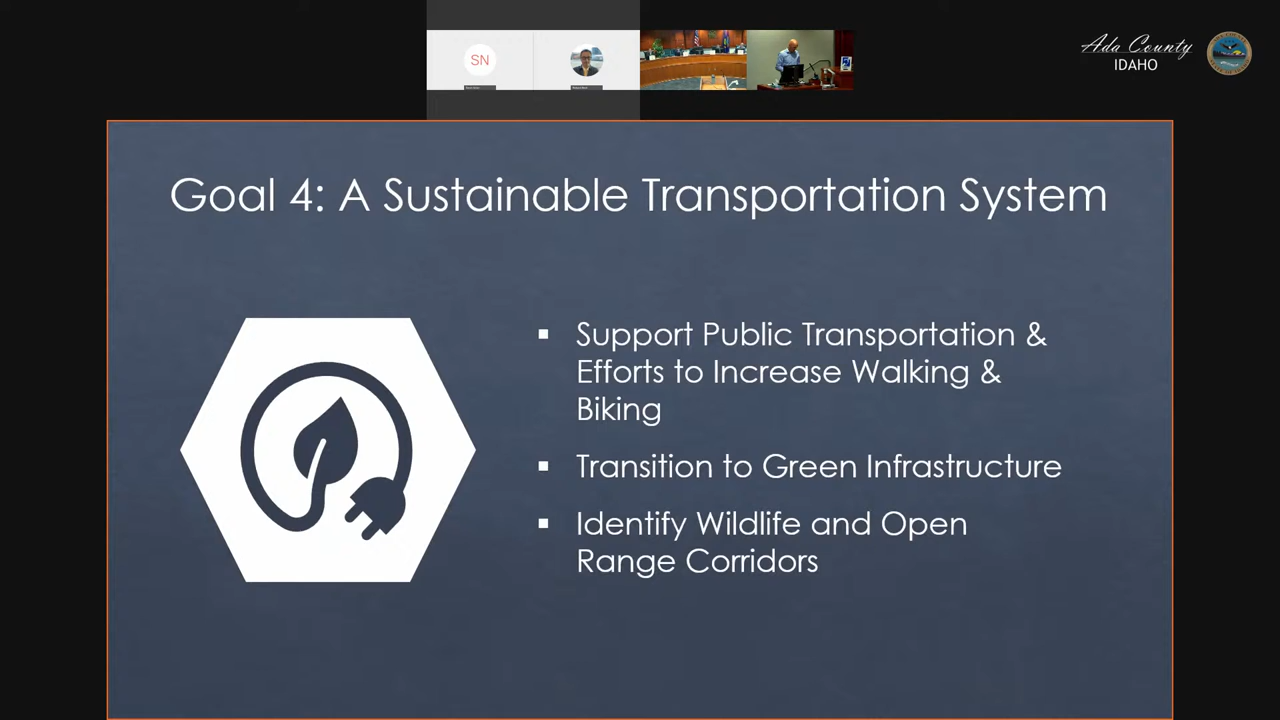 SN
Ada County
IDAHO
Goal 4: A Sustainable Transportation System
▪ Support Public Transportation &
Efforts to Increase Walking &
Biking
▪ Transition to Green Infrastructure
▪ Identify Wildlife and Open
Range Corridors